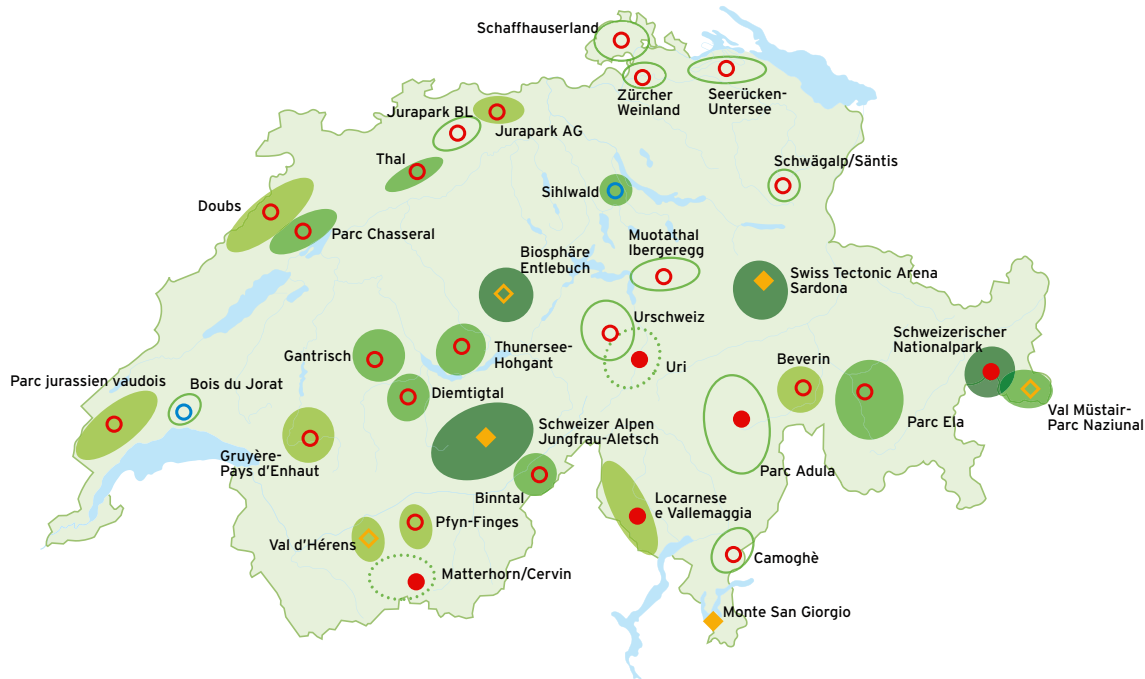 Schaffhauserland
Zürcher
Weinland
Seerücken-
Untersee
Jurapark BL
Jurapark AG
Thal
Schwägalp/Säntis
Sihlwald
Doubs
Parc Chasseral
Muotathal
Ibergeregg
Biosphäre
Entlebuch
Swiss Tectonic Arena
Sardona
Urschweiz
Schweizerischer
Nationalpark
Gantrisch
Thunersee-
Hohgant
Uri
Beverin
Parc jurassien vaudois
Bois du Jorat
Diemtigtal
Val Müstair-
Parc Naziunal
Schweizer Alpen
Jungfrau-Aletsch
Parc Ela
Gruyère-
Pays d’Enhaut
Parc Adula
Binntal
Locarnese
e Vallemaggia
Pfyn-Finges
Val d’Hérens
Camoghè
Matterhorn/Cervin
Monte San Giorgio